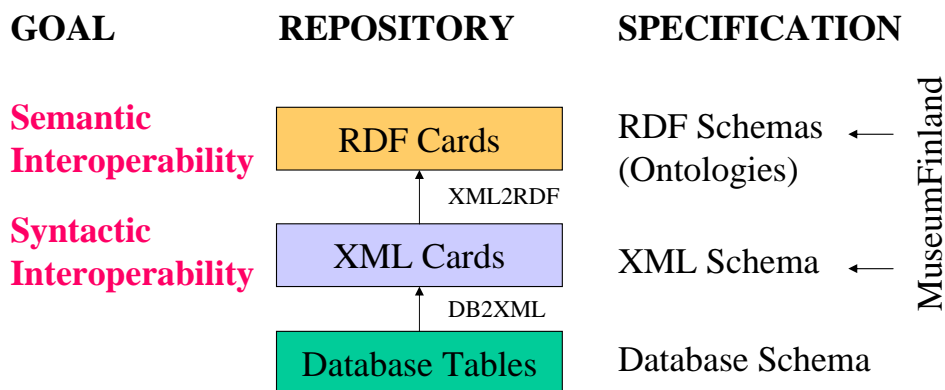 GOAL REPOSITORY SPECIFICATION
Semantic
Interoperability
RDF Cards
RDF Schemas
(Ontologies)
XML2RDF
Syntactic
Interoperability
XML Cards
XML Schema
DB2XML
Database Tables
Database Schema
MuseumFinland